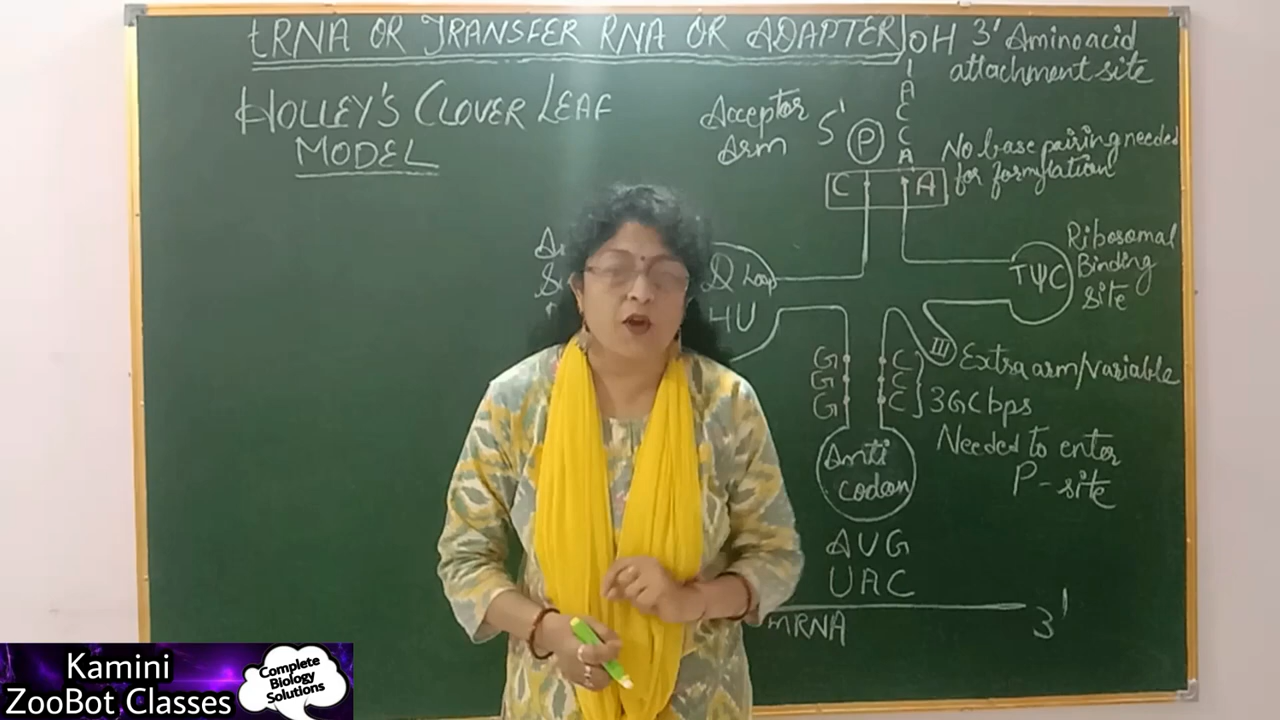 tRNA OR TRANSFER RNA OR ADAPTER
HOLLEY'S CLOVER LEAF
MODEL
OH 3' Aminoacid
attachment site
A
C
C
A
Acceptor
Arm
5'
P
C A
No base pairing needed
for formylation
D Loop
HU
TΨC
Ribosomal
Binding
site
III Extra arm/variable
G C
G C
G C
3GC bps
Needed to enter
P-site
Anti
codon
AUG
UAC
mRNA 3'
Kamini
ZooBot Classes
Complete
Biology
Solutions